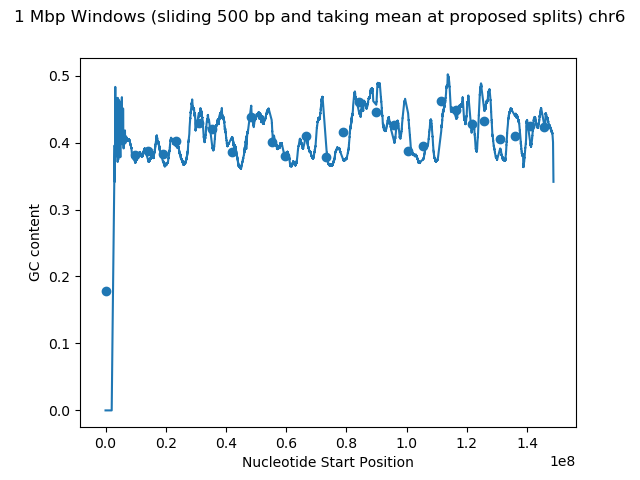 1 Mbp Windows (sliding 500 bp and taking mean at proposed splits) chr6
0.5
0.4
0.3
0.2
0.1
0.0
GC content
0.0 0.2 0.4 0.6 0.8 1.0 1.2 1.4
1e8
Nucleotide Start Position